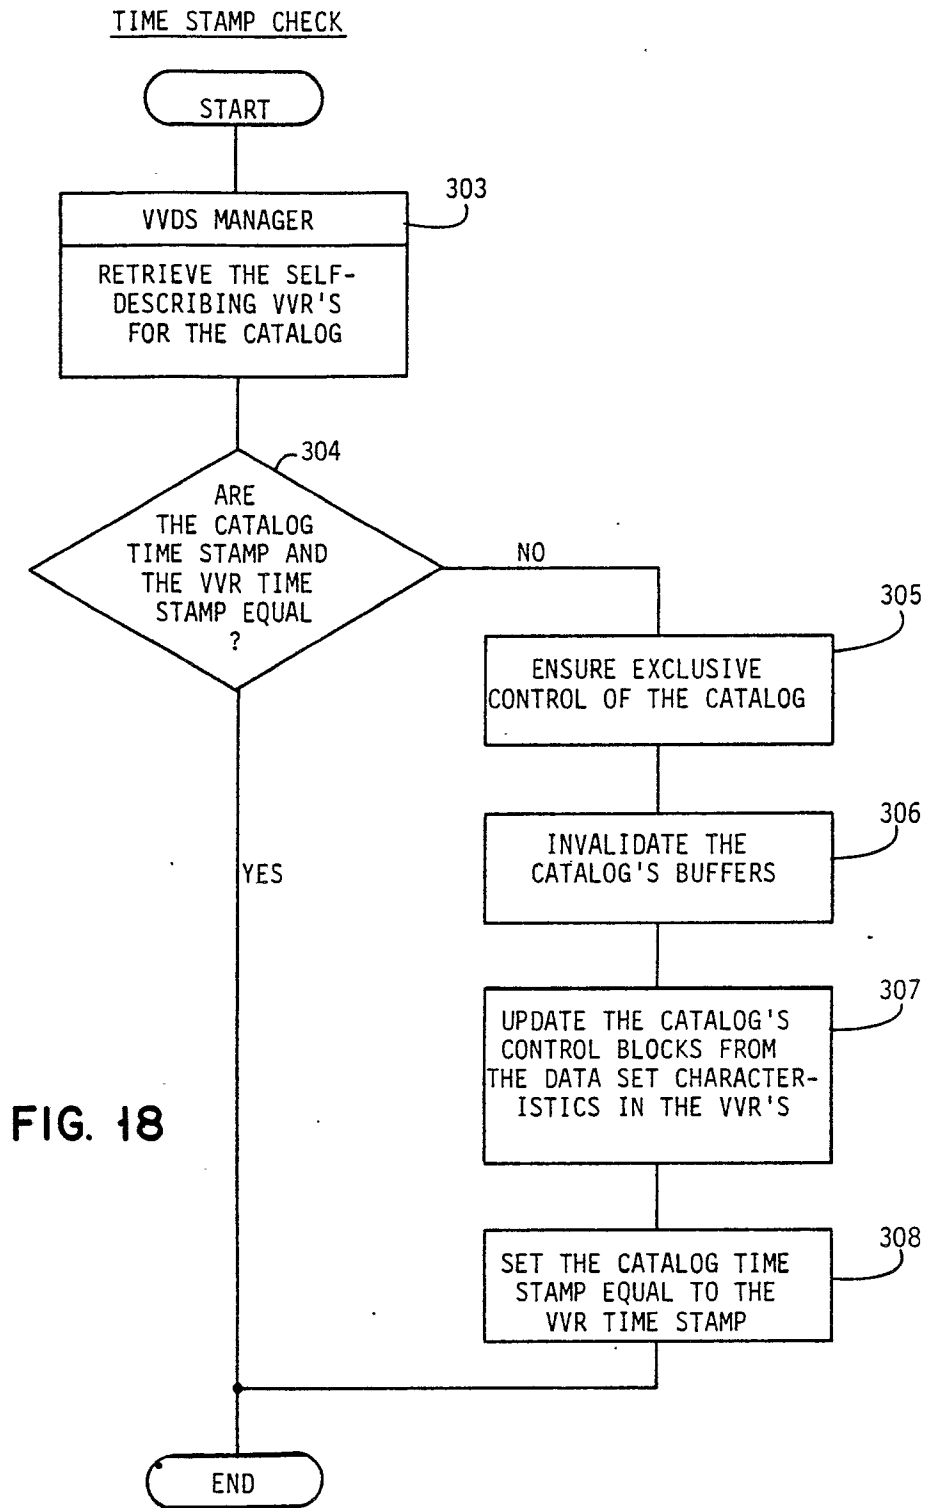 TIME STAMP CHECK
START
303
VVDS MANAGER
RETRIEVE THE SELF-
DESCRIBING VVR'S
FOR THE CATALOG
304
ARE
THE CATALOG
TIME STAMP AND
THE VVR TIME
STAMP EQUAL
?
NO
305
ENSURE EXCLUSIVE
CONTROL OF THE CATALOG
306
INVALIDATE THE
CATALOG'S BUFFERS
YES
307
UPDATE THE CATALOG'S
CONTROL BLOCKS FROM
THE DATA SET CHARACTER-
ISTICS IN THE VVR'S
FIG. 18
308
SET THE CATALOG TIME
STAMP EQUAL TO THE
VVR TIME STAMP
END